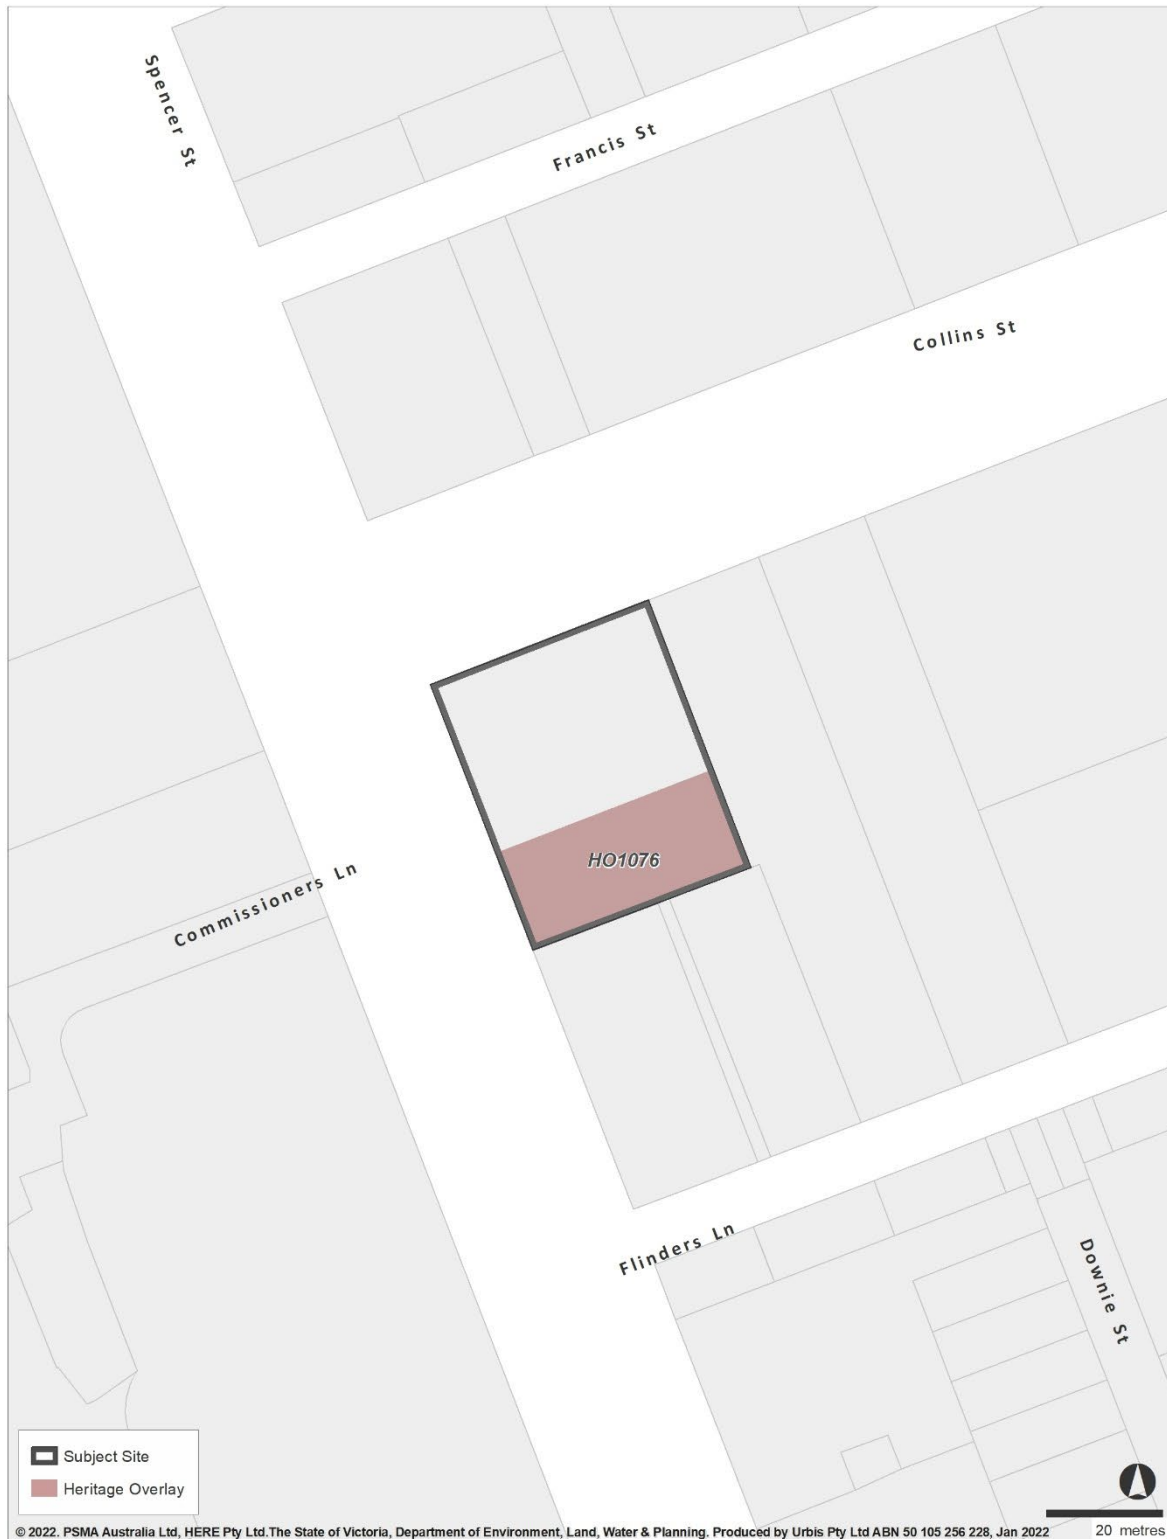 Spencer St
Francis St
Collins St
HO1076
Commissioners Ln
Flinders Ln
Downie St
Subject Site
Heritage Overlay
© 2022. PSMA Australia Ltd, HERE Pty Ltd.The State of Victoria, Department of Environment, Land, Water & Planning. Produced by Urbis Pty Ltd ABN 50 105 256 228, Jan 2022
20 metres